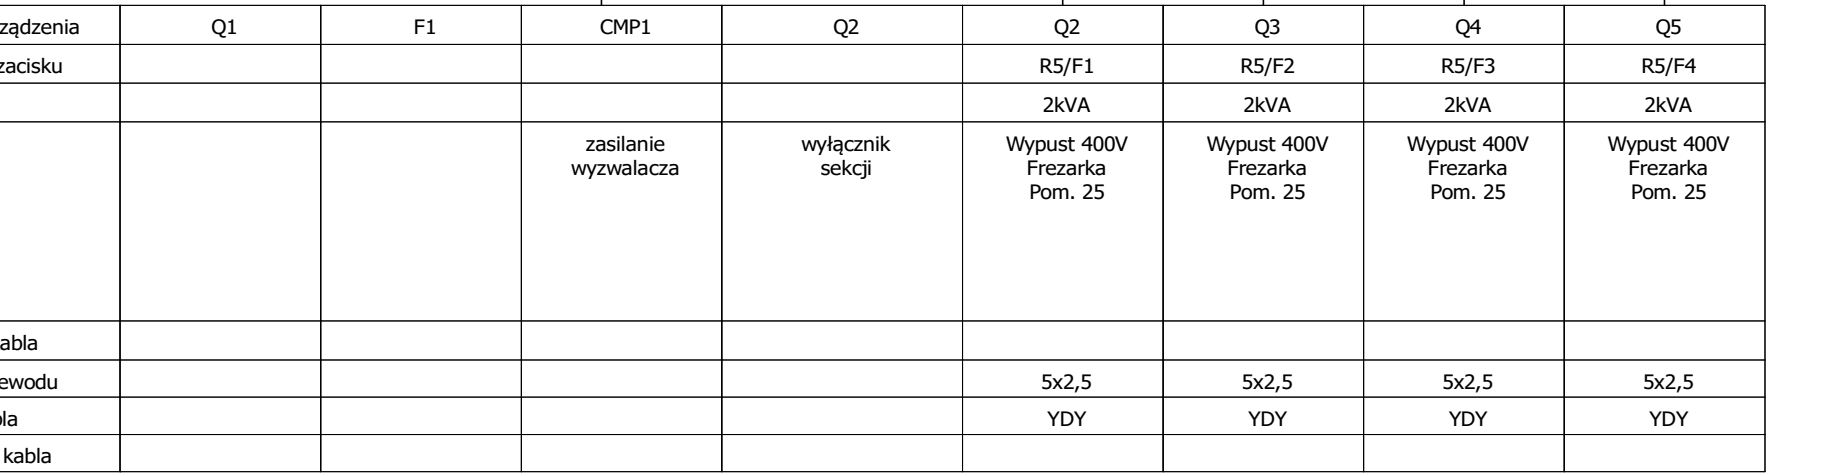 ządzenia Q1 F1 CMP1 Q2 Q2 Q3 Q4 Q5
zacisku R5/F1 R5/F2 R5/F3 R5/F4
2kVA 2kVA 2kVA 2kVA
zasilanie wyłącznik Wypust 400V Wypust 400V Wypust 400V Wypust 400V
wyzwalacza sekcji Frezarka Frezarka Frezarka Frezarka
Pom. 25 Pom. 25 Pom. 25 Pom. 25
abla
ewodu 5x2,5 5x2,5 5x2,5 5x2,5
la YDY YDY YDY YDY
kabla